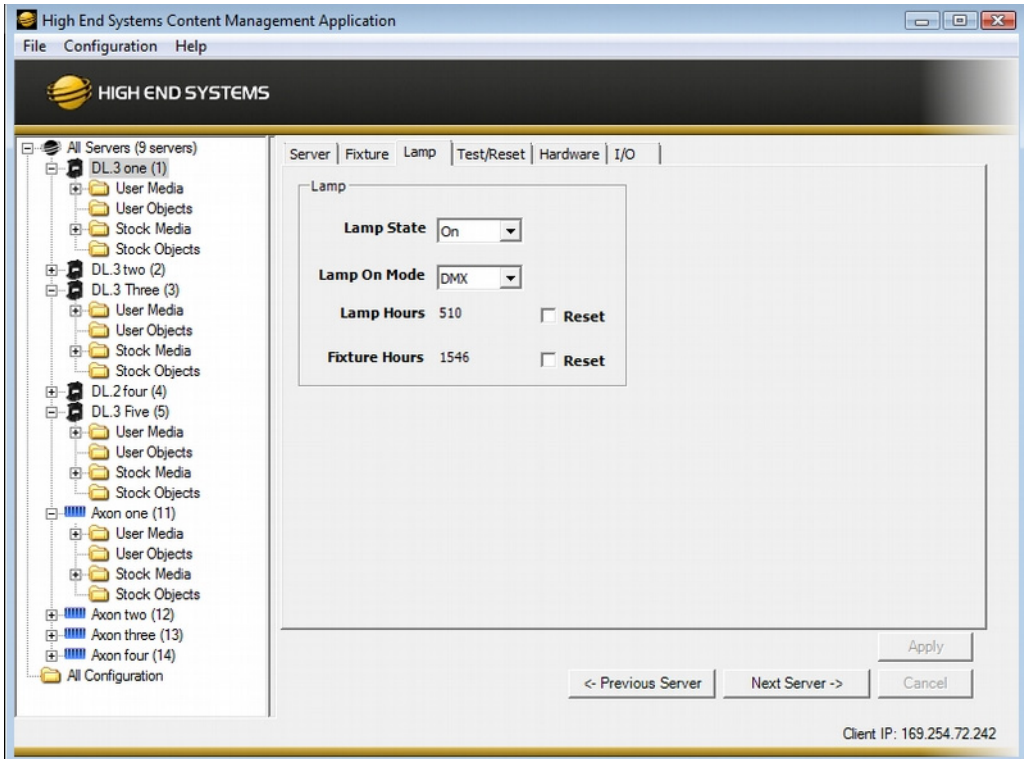 High End Systems Content Management Application
File Configuration Help
HIGH END SYSTEMS
All Servers (9 servers)
DL.3 one (1)
User Media
User Objects
Stock Media
Stock Objects
DL.3 two (2)
DL.3 Three (3)
User Media
User Objects
Stock Media
Stock Objects
DL.2 four (4)
DL.3 Five (5)
User Media
User Objects
Stock Media
Stock Objects
Axon one (11)
User Media
User Objects
Stock Media
Stock Objects
Axon two (12)
Axon three (13)
Axon four (14)
All Configuration
Server Fixture Lamp Test/Reset Hardware I/O
Lamp
Lamp State On
Lamp On Mode DMX
Lamp Hours 510 Reset
Fixture Hours 1546 Reset
Apply
<- Previous Server Next Server -> Cancel
Client IP: 169.254.72.242